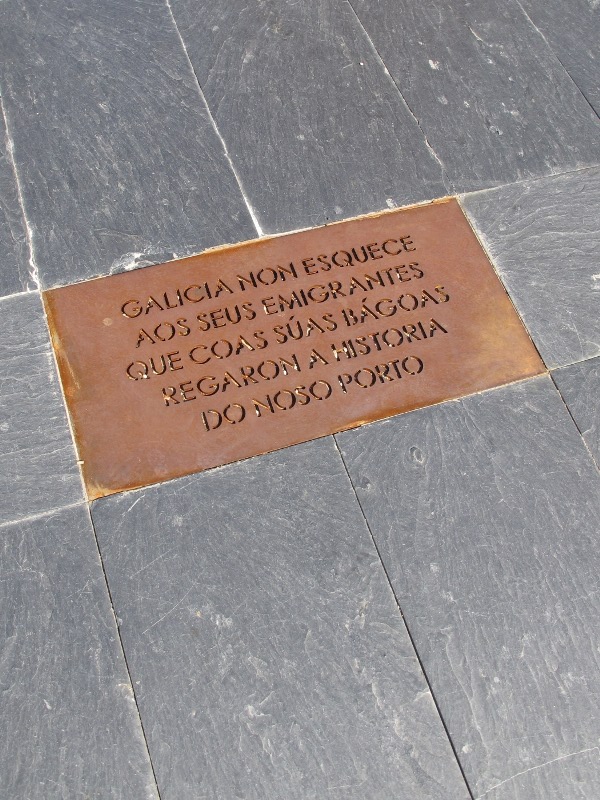 GALICIA NON ESQUECE
AOS SEUS EMIGRANTES
QUE COAS SÚAS BÁGOAS
REGARON A HISTORIA
DO NOSO PORTO